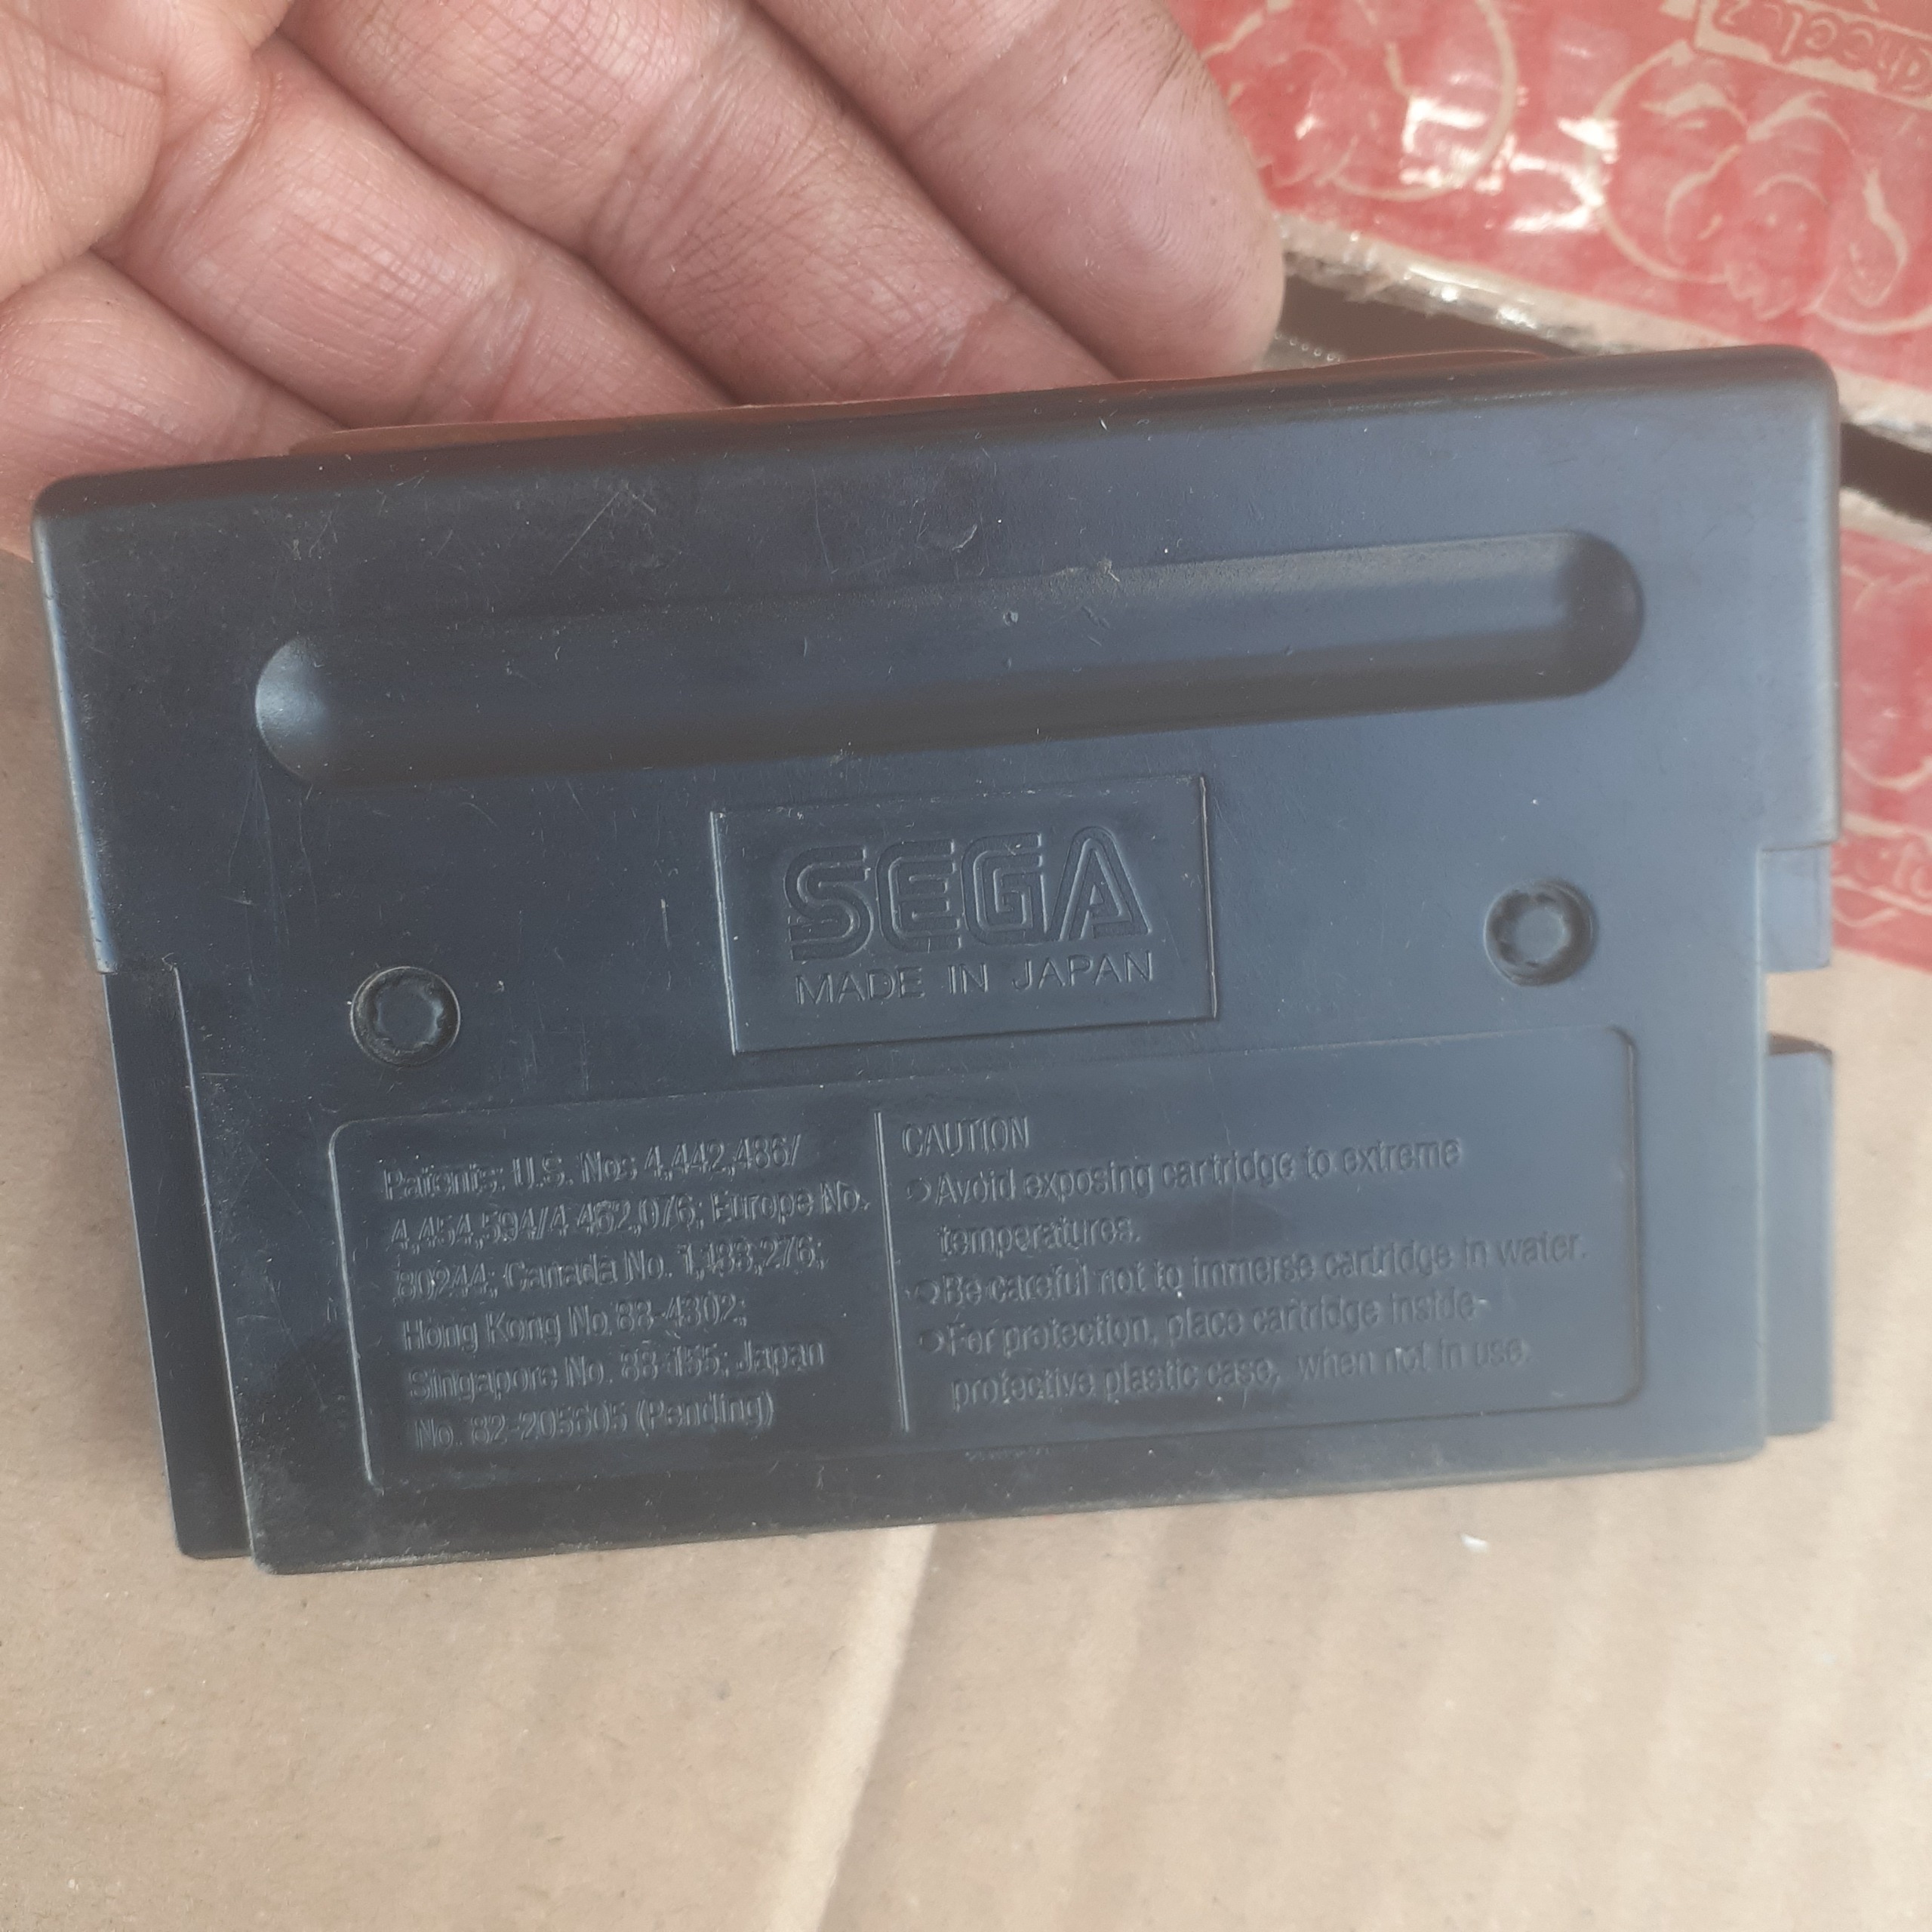 SEGA
MADE IN JAPAN
Patents: U.S. Nos 4,442,486/
4,454,594/4,462,076; Europe No.
80244; Canada No. 1,183,276;
Hong Kong No. 88-4302;
Singapore No. 88-155; Japan
No. 82-205605 (Pending)
CAUTION
Avoid exposing cartridge to extreme
temperatures.
Be careful not to immerse cartridge in water.
For protection, place cartridge inside
protective plastic case, when not in use.